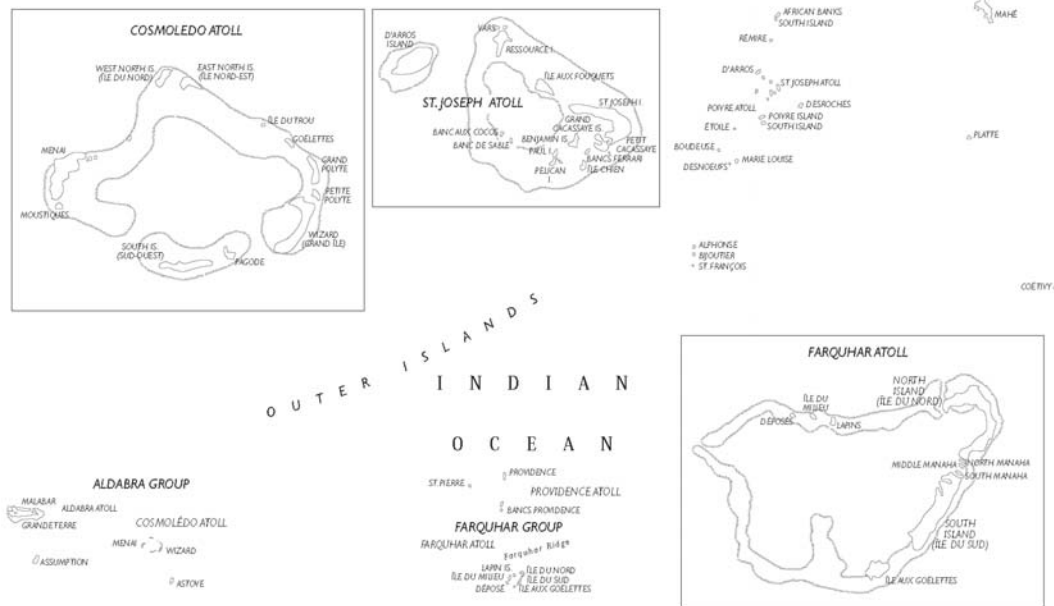 COSMOLEDO ATOLL
WEST NORTH IS.
(ÎLE DU NORD)
EAST NORTH IS.
(ÎLE NORD-EST)
ÎLE DU TROU
GOËLETTES
MENAI
GRAND
POLYTE
PETITE
POLYTE
MOUSTIQUES
WIZARD
(GRAND ÎLE)
SOUTH IS.
(SUD-OUEST)
PAGODE
D'ARROS
ISLAND
VARS
RESSOURCE I.
ÎLE AUX FOUQUETS
ST. JOSEPH ATOLL
ST JOSEPH I.
GRAND
CACASSAYE IS.
BANC AUX COCOS
BANC DE SABLE
BENJAMIN IS.
PAUL I.
PETIT
CACASSAYE
BANCS FERRARI
ÎLE CHIEN
PELICAN
I.
AFRICAN BANKS
SOUTH ISLAND
MAHÉ
RÉMIRE
D'ARROS
ST. JOSEPH ATOLL
POIVRE ATOLL
DESROCHES
POIVRE ISLAND
SOUTH ISLAND
ÉTOILE
PLATTE
BOUDEUSE
MARIE LOUISE
DESNOEUFS
ALPHONSE
BIJOUTIER
ST. FRANÇOIS
COËTIVY
OUTER ISLANDS
INDIAN
OCEAN
FARQUHAR ATOLL
NORTH
ISLAND
(ÎLE DU NORD)
ÎLE DU
MILIEU
DÉPOSÉS
LAPINS
MIDDLE MANAHA
NORTH MANAHA
SOUTH MANAHA
SOUTH
ISLAND
(ÎLE DU SUD)
ÎLE AUX GOËLETTES
ALDABRA GROUP
MALABAR
ALDABRA ATOLL
GRANDE TERRE
COSMOLÉDO ATOLL
MENAI
WIZARD
ASSUMPTION
ASTOVE
PROVIDENCE
ST. PIERRE
PROVIDENCE ATOLL
BANCS PROVIDENCE
FARQUHAR GROUP
FARQUHAR ATOLL
Farquhar Ridge
LAPIN IS.
ÎLE DU NORD
ÎLE DU MILIEU
ÎLE DU SUD
DÉPOSÉ
ÎLE AUX GOËLETTES